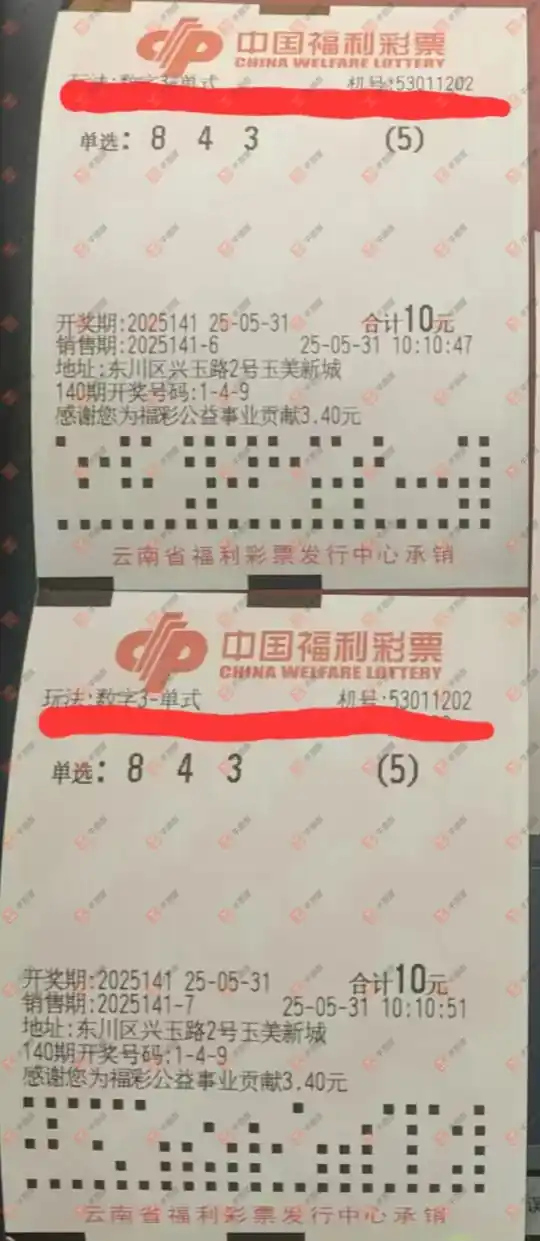 中国福利彩票
CHINA WELFARE LOTTERY
玩法:数字3-单式 机号:53011202
单选: 8 4 3 (5)
开奖期:2025141 25-05-31 合计10元
销售期:2025141-6 25-05-31 10:10:47
地址:东川区兴玉路2号玉美新城
140期开奖号码:1-4-9
感谢您为福彩公益事业贡献3.40元
云南省福利彩票发行中心承销
中国福利彩票
CHINA WELFARE LOTTERY
玩法:数字3-单式 机号:53011202
单选: 8 4 3 (5)
开奖期:2025141 25-05-31 合计10元
销售期:2025141-7 25-05-31 10:10:51
地址:东川区兴玉路2号玉美新城
140期开奖号码:1-4-9
感谢您为福彩公益事业贡献3.40元
云南省福利彩票发行中心承销